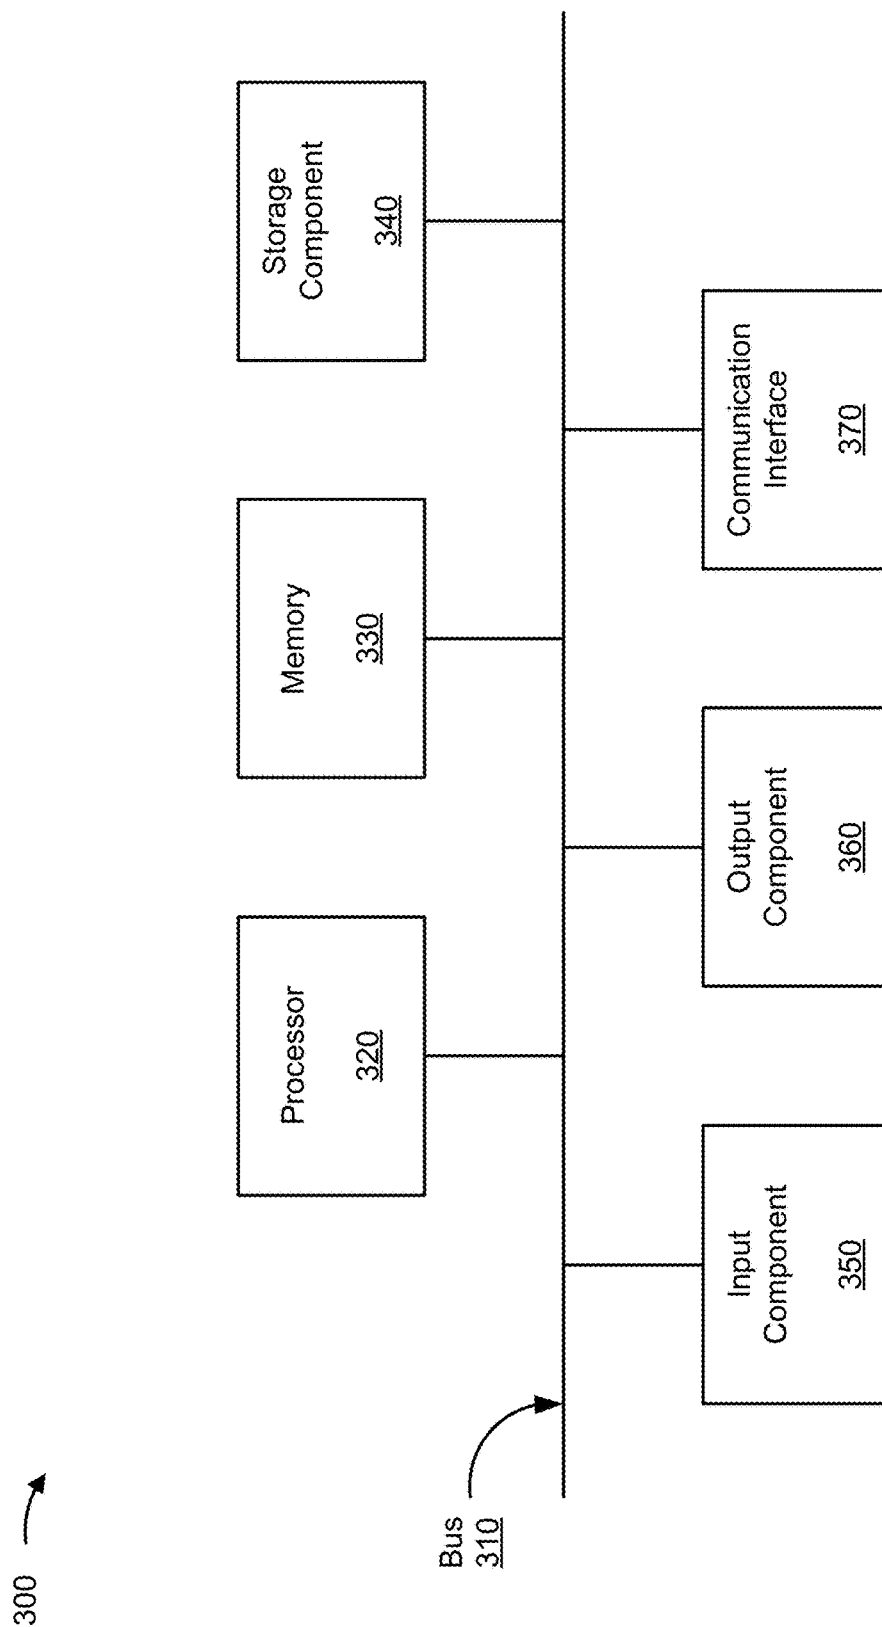 300
Bus
310
Processor
320
Memory
330
Storage
Component
340
Input
Component
350
Output
Component
360
Communication
Interface
370